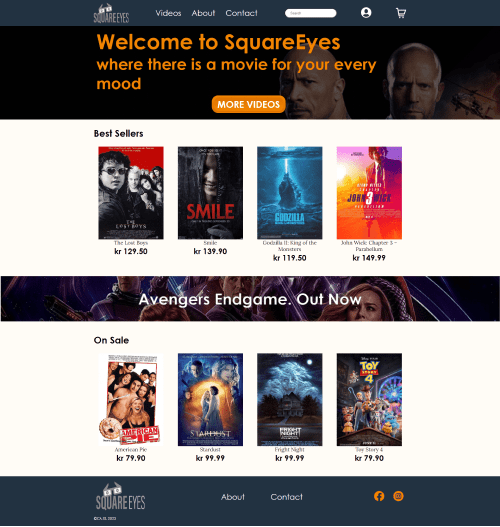 SQUAREEYES
Videos
About
Contact
Welcome to SquareEyes
where there is a movie for your every
mood
MORE VIDEOS
Best Sellers
THE
LOST BOYS
SMILE
GODZILLA
JOHN WICK
3
The Lost Boys
Smile
Godzilla II: King of the
Monsters
John Wick: Chapter 3 -
Parabellum
kr 129.50
kr 139.90
kr 119.50
kr 149.99
Avengers Endgame. Out Now
On Sale
AMERICAN
PIE
STARDUST
FRIGHT
NIGHT
TOY
STORY
4
American Pie
Stardust
Fright Night
Toy Story 4
kr 79.90
kr 99.99
kr 99.99
kr 79.90
SQUAREEYES
About
Contact